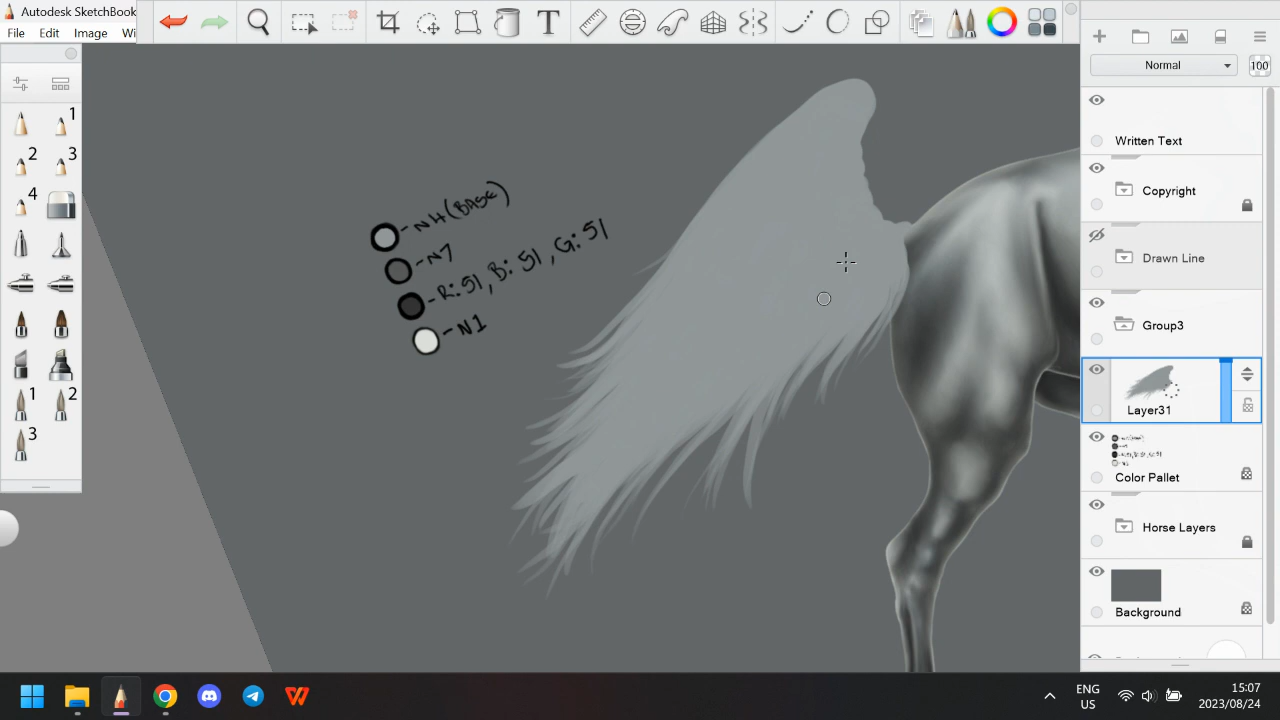 Autodesk SketchBook
File Edit Image Wi
1
2 3
4
1 2
3
Normal 100
Written Text
Copyright
Drawn Line
Group3
Layer31
Color Pallet
Horse Layers
Background
- N4 (BASE)
- N7
- R: 51, B: 51, G: 51
- N1
ENG
US
15:07
2023/08/24